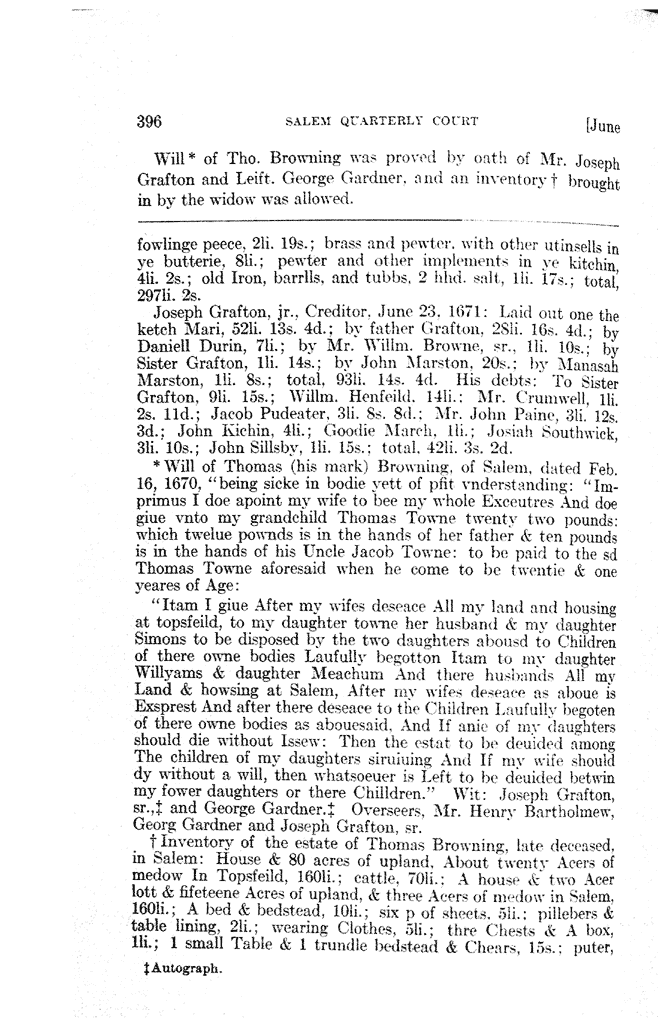 396 SALEM QUARTERLY COURT [June
Will* of Tho. Browning was proved by oath of Mr. Joseph
Grafton and Leift. George Gardner, and an inventory† brought
in by the widow was allowed.
fowlinge peece, 2li. 19s.; brass and pewter, with other utinsells in
ye butterie, 8li.; pewter and other implements in ye kitchin,
4li. 2s.; old Iron, barrlls, and tubbs, 2 hhd. salt, 1li. 17s.; total,
297li. 2s.
Joseph Grafton, jr., Creditor, June 23, 1671: Laid out one the
ketch Mari, 52li. 13s. 4d.; by father Grafton, 28li. 16s. 4d.; by
Daniell Durin, 7li.; by Mr. Willm. Browne, sr., 1li. 10s.; by
Sister Grafton, 1li. 14s.; by John Marston, 20s.; by Manasah
Marston, 1li. 8s.; total, 93li. 14s. 4d. His debts: To Sister
Grafton, 9li. 15s.; Willm. Henfeild, 14li.; Mr. Crumwell, 1li.
2s. 11d.; Jacob Pudeater, 3li. 8s. 8d.; Mr. John Paine, 3li. 12s.
3d.; John Kichin, 4li.; Goodie March, 1li.; Josiah Southwick,
3li. 10s.; John Sillsby, 1li. 15s.; total, 42li. 3s. 2d.
*Will of Thomas (his mark) Browning, of Salem, dated Feb.
16, 1670, "being sicke in bodie yett of pfit vnderstanding: "Im-
primus I doe apoint my wife to bee my whole Exceutres And doe
giue vnto my grandchild Thomas Towne twenty two pounds:
which twelue pownds is in the hands of her father & ten pounds
is in the hands of his Uncle Jacob Towne: to be paid to the sd
Thomas Towne aforesaid when he come to be twentie & one
yeares of Age:
"Itam I giue After my wifes deseace All my land and housing
at topsfeild, to my daughter towne her husband & my daughter
Simons to be disposed by the two daughters abousd to Children
of there owne bodies Laufully begotton Itam to my daughter
Willyams & daughter Meachum And there husbands All my
Land & howsing at Salem, After my wifes deseace as aboue is
Exsprest And after there deseace to the Children Laufully begoten
of there owne bodies as abouesaid, And If anie of my daughters
should die without Issew: Then the estat to be deuided among
The children of my daughters siruiuing And If my wife should
dy without a will, then whatsoeuer is Left to be deuided betwin
my fower daughters or there Chilldren." Wit: Joseph Grafton,
sr.,‡ and George Gardner.‡ Overseers, Mr. Henry Bartholmew,
Georg Gardner and Joseph Grafton, sr.
†Inventory of the estate of Thomas Browning, late deceased,
in Salem: House & 80 acres of upland, About twenty Acers of
medow In Topsfeild, 160li.; cattle, 70li.; A house & two Acer
lott & fifeteene Acres of upland, & three Acers of medow in Salem,
160li.; A bed & bedstead, 10li.; six p of sheets, 5li.; pillebers &
table lining, 2li.; wearing Clothes, 5li.; thre Chests & A box,
1li.; 1 small Table & 1 trundle bedstead & Chears, 15s.; puter,
‡Autograph.